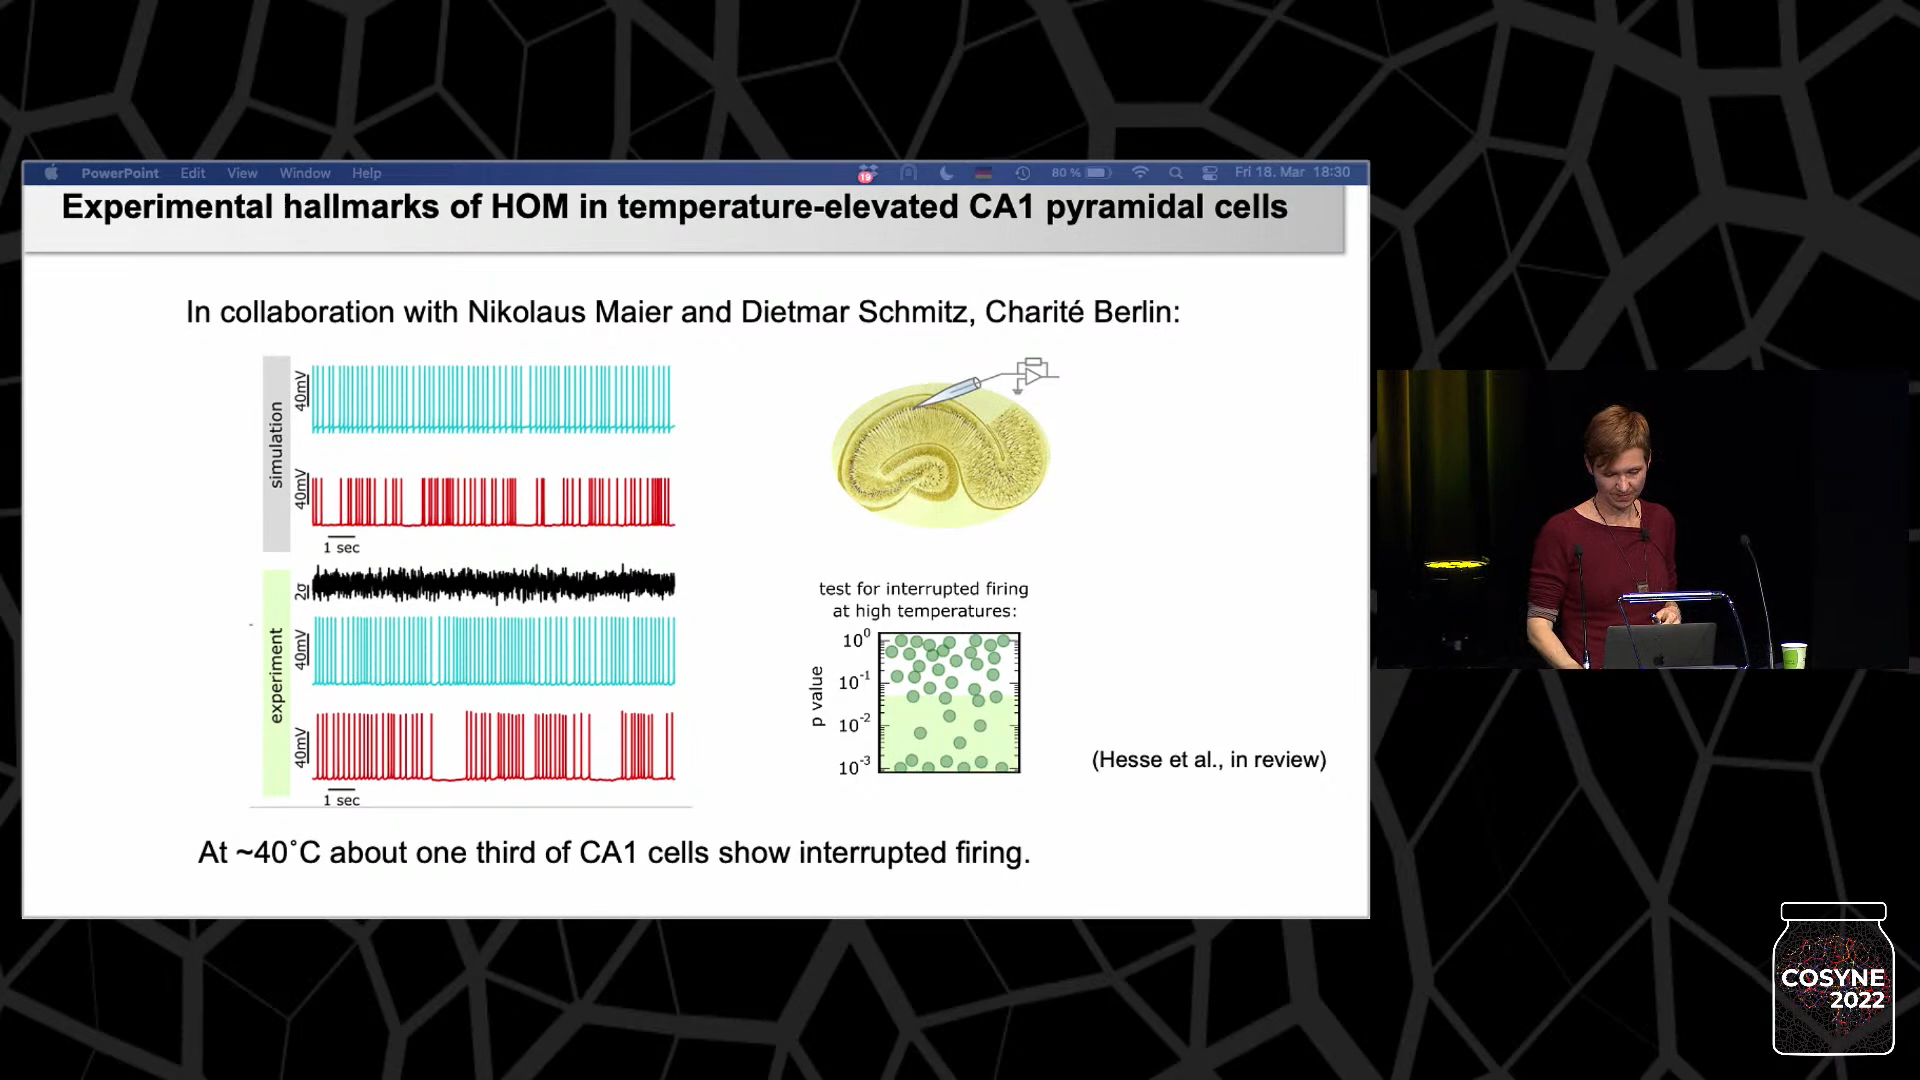 PowerPoint Edit View Window Help 19 80 % Fri 18. Mar 18:30
Experimental hallmarks of HOM in temperature-elevated CA1 pyramidal cells
In collaboration with Nikolaus Maier and Dietmar Schmitz, Charité Berlin:
simulation
40mV
40mV
1 sec
experiment
2σ
40mV
40mV
1 sec
test for interrupted firing
at high temperatures:
p value
10⁰
10⁻¹
10⁻²
10⁻³
(Hesse et al., in review)
At ~40˚C about one third of CA1 cells show interrupted firing.
COSYNE
2022